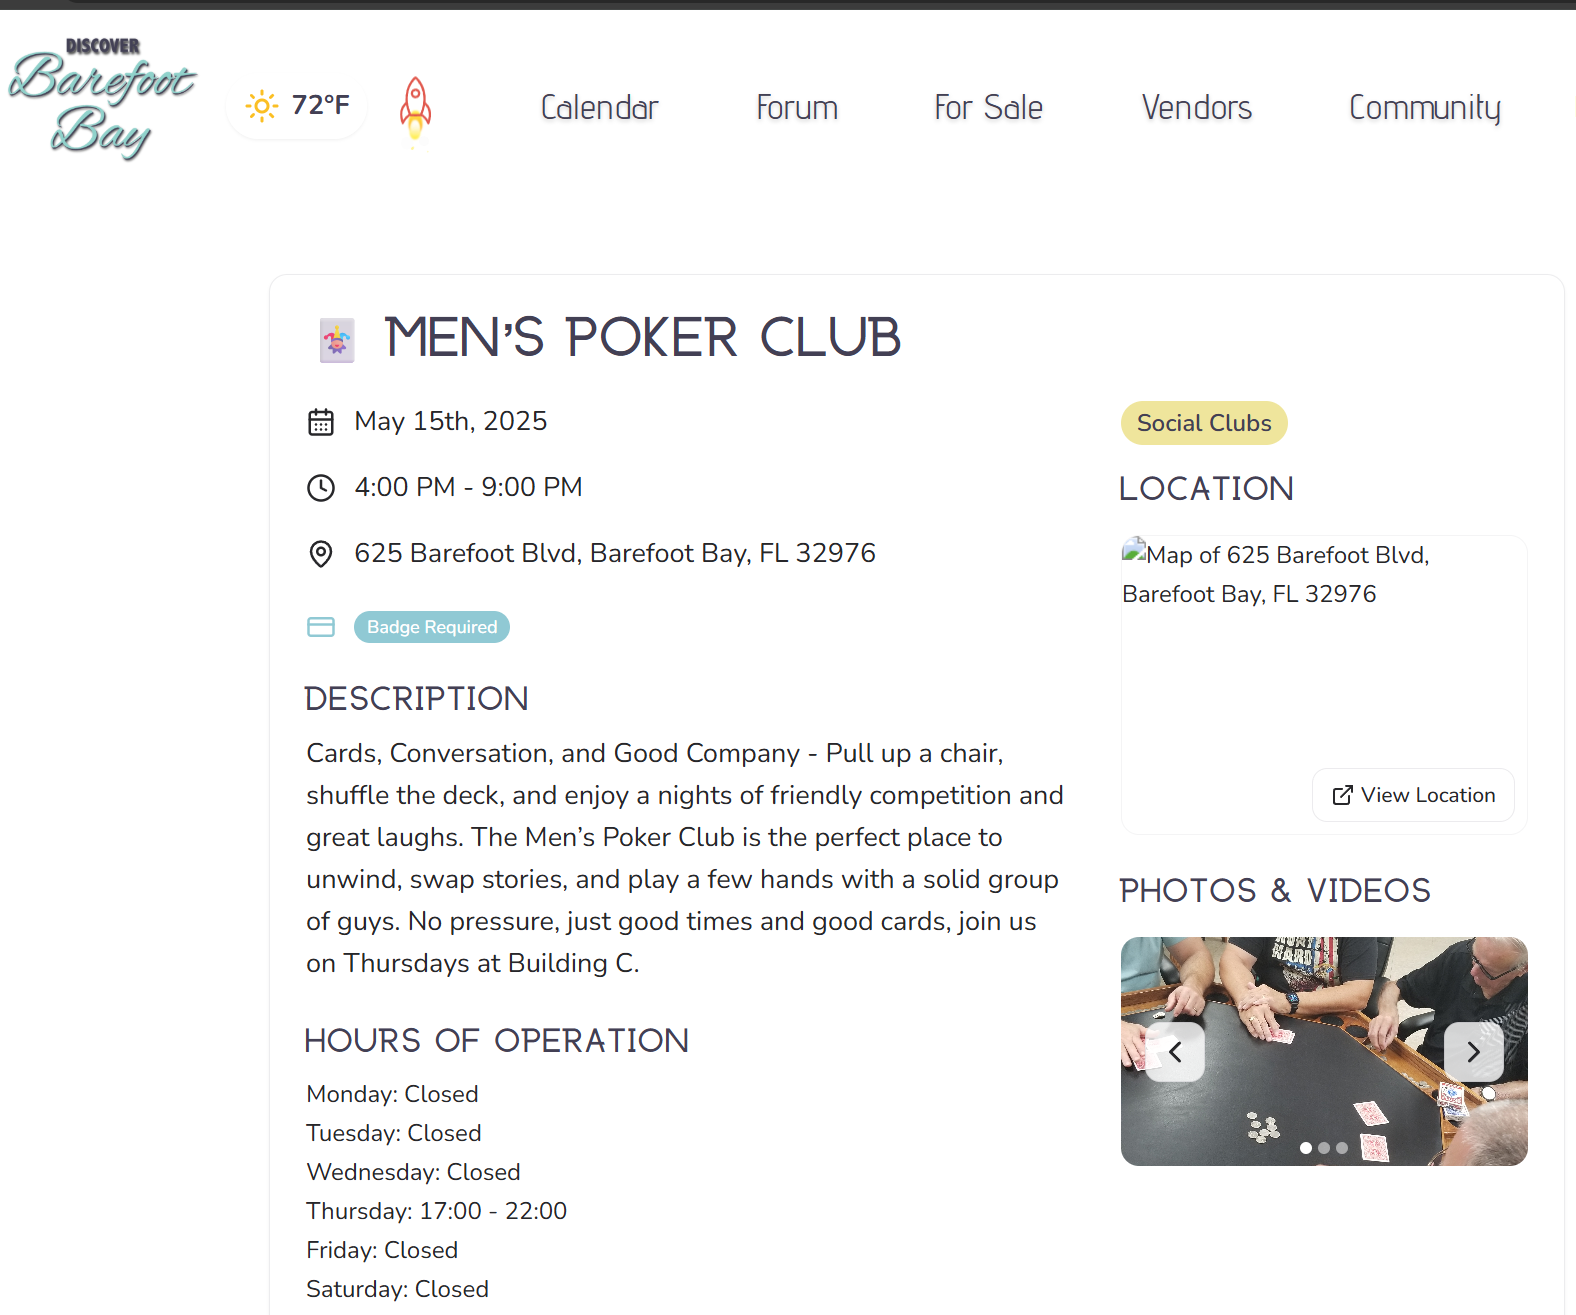 DISCOVER
Barefoot
Bay
72°F
Calendar
Forum
For Sale
Vendors
Community
MEN’S POKER CLUB
May 15th, 2025
4:00 PM - 9:00 PM
625 Barefoot Blvd, Barefoot Bay, FL 32976
Badge Required
DESCRIPTION
Cards, Conversation, and Good Company - Pull up a chair,
shuffle the deck, and enjoy a nights of friendly competition and
great laughs. The Men’s Poker Club is the perfect place to
unwind, swap stories, and play a few hands with a solid group
of guys. No pressure, just good times and good cards, join us
on Thursdays at Building C.
HOURS OF OPERATION
Monday: Closed
Tuesday: Closed
Wednesday: Closed
Thursday: 17:00 - 22:00
Friday: Closed
Saturday: Closed
Social Clubs
LOCATION
Map of 625 Barefoot Blvd,
Barefoot Bay, FL 32976
View Location
PHOTOS & VIDEOS